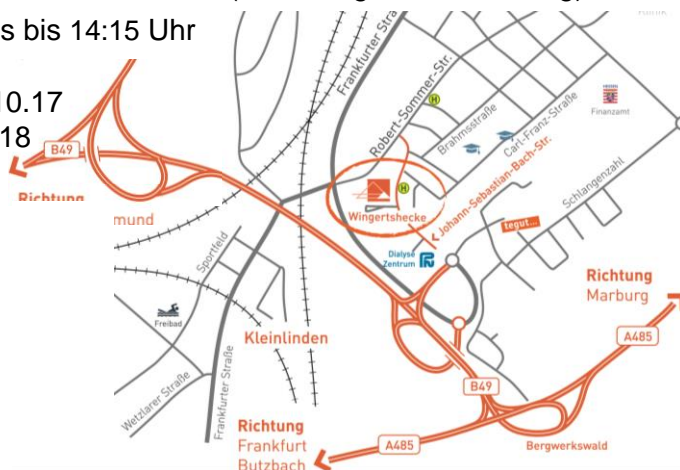 s bis 14:15 Uhr
10.17
18
B49
Richtung
mund
Frankfurter Straße
Robert-Sommer-Str.
H
Brahmsstraße
Carl-Franz-Straße
HESSEN
Finanzamt
H
Wingertshecke
Johann-Sebastian-Bach-Str.
Schlangenzahl
tegut...
Dialyse
Zentrum
Richtung
Marburg
Sportfeld
Freibad
Kleinlinden
A485
Wetzlarer Straße
Frankfurter Straße
B49
Richtung
Frankfurt
Butzbach
A485
Bergwerkswald